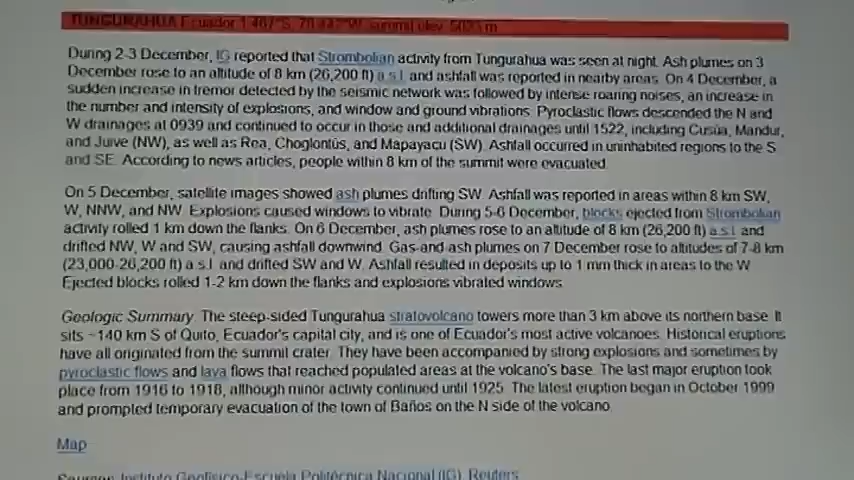 TUNGURAHUA Ecuador 1.467°S, 78.442°W; summit elev. 5023 m
During 2-3 December, IG reported that Strombolian activity from Tungurahua was seen at night. Ash plumes on 3
December rose to an altitude of 8 km (26,200 ft) a.s.l. and ashfall was reported in nearby areas. On 4 December, a
sudden increase in tremor detected by the seismic network was followed by intense roaring noises, an increase in
the number and intensity of explosions, and window and ground vibrations. Pyroclastic flows descended the N and
W drainages at 0939 and continued to occur in those and additional drainages until 1522, including Cusúa, Mandur,
and Juive (NW), as well as Rea, Choglontús, and Mapayacu (SW). Ashfall occurred in uninhabited regions to the S
and SE. According to news articles, people within 8 km of the summit were evacuated.
On 5 December, satellite images showed ash plumes drifting SW. Ashfall was reported in areas within 8 km SW,
W, NNW, and NW. Explosions caused windows to vibrate. During 5-6 December, blocks ejected from Strombolian
activity rolled 1 km down the flanks. On 6 December, ash plumes rose to an altitude of 8 km (26,200 ft) a.s.l. and
drifted NW, W and SW, causing ashfall downwind. Gas-and-ash plumes on 7 December rose to altitudes of 7-8 km
(23,000-26,200 ft) a.s.l. and drifted SW and W. Ashfall resulted in deposits up to 1 mm thick in areas to the W.
Ejected blocks rolled 1-2 km down the flanks and explosions vibrated windows.
Geologic Summary. The steep-sided Tungurahua stratovolcano towers more than 3 km above its northern base. It
sits ~140 km S of Quito, Ecuador's capital city, and is one of Ecuador's most active volcanoes. Historical eruptions
have all originated from the summit crater. They have been accompanied by strong explosions and sometimes by
pyroclastic flows and lava flows that reached populated areas at the volcano's base. The last major eruption took
place from 1916 to 1918, although minor activity continued until 1925. The latest eruption began in October 1999
and prompted temporary evacuation of the town of Baños on the N side of the volcano.
Map
Sources: Instituto Geofísico-Escuela Politécnica Nacional (IG), Reuters